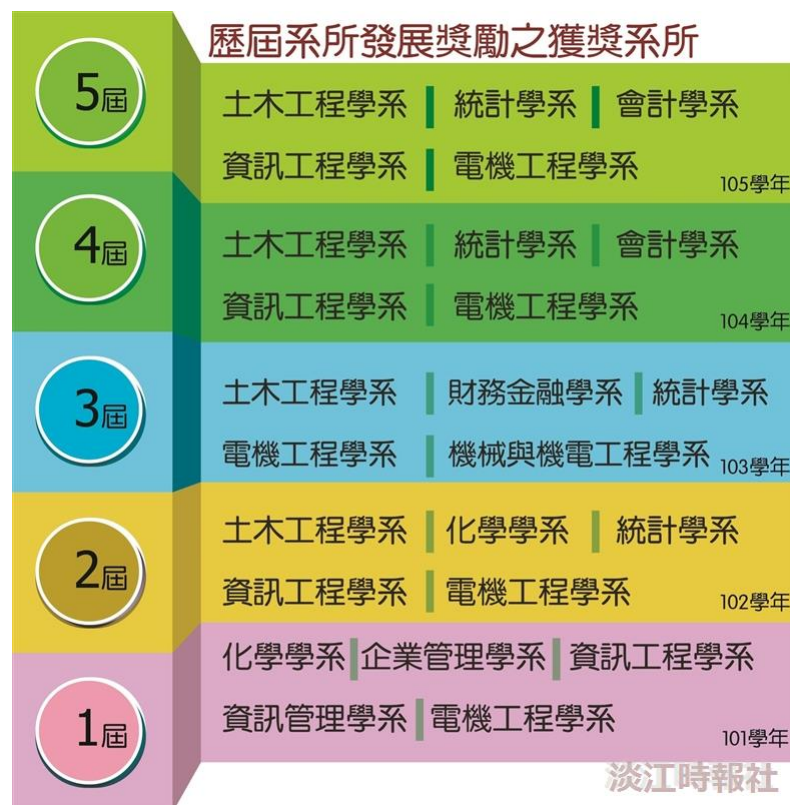 歷屆系所發展獎勵之獲獎系所
5屆
土木工程學系 | 統計學系 | 會計學系
資訊工程學系 | 電機工程學系
105學年
4屆
土木工程學系 | 統計學系 | 會計學系
資訊工程學系 | 電機工程學系
104學年
3屆
土木工程學系 | 財務金融學系 | 統計學系
電機工程學系 | 機械與機電工程學系
103學年
2屆
土木工程學系 | 化學學系 | 統計學系
資訊工程學系 | 電機工程學系
102學年
1屆
化學學系 | 企業管理學系 | 資訊工程學系
資訊管理學系 | 電機工程學系
101學年
淡江時報社